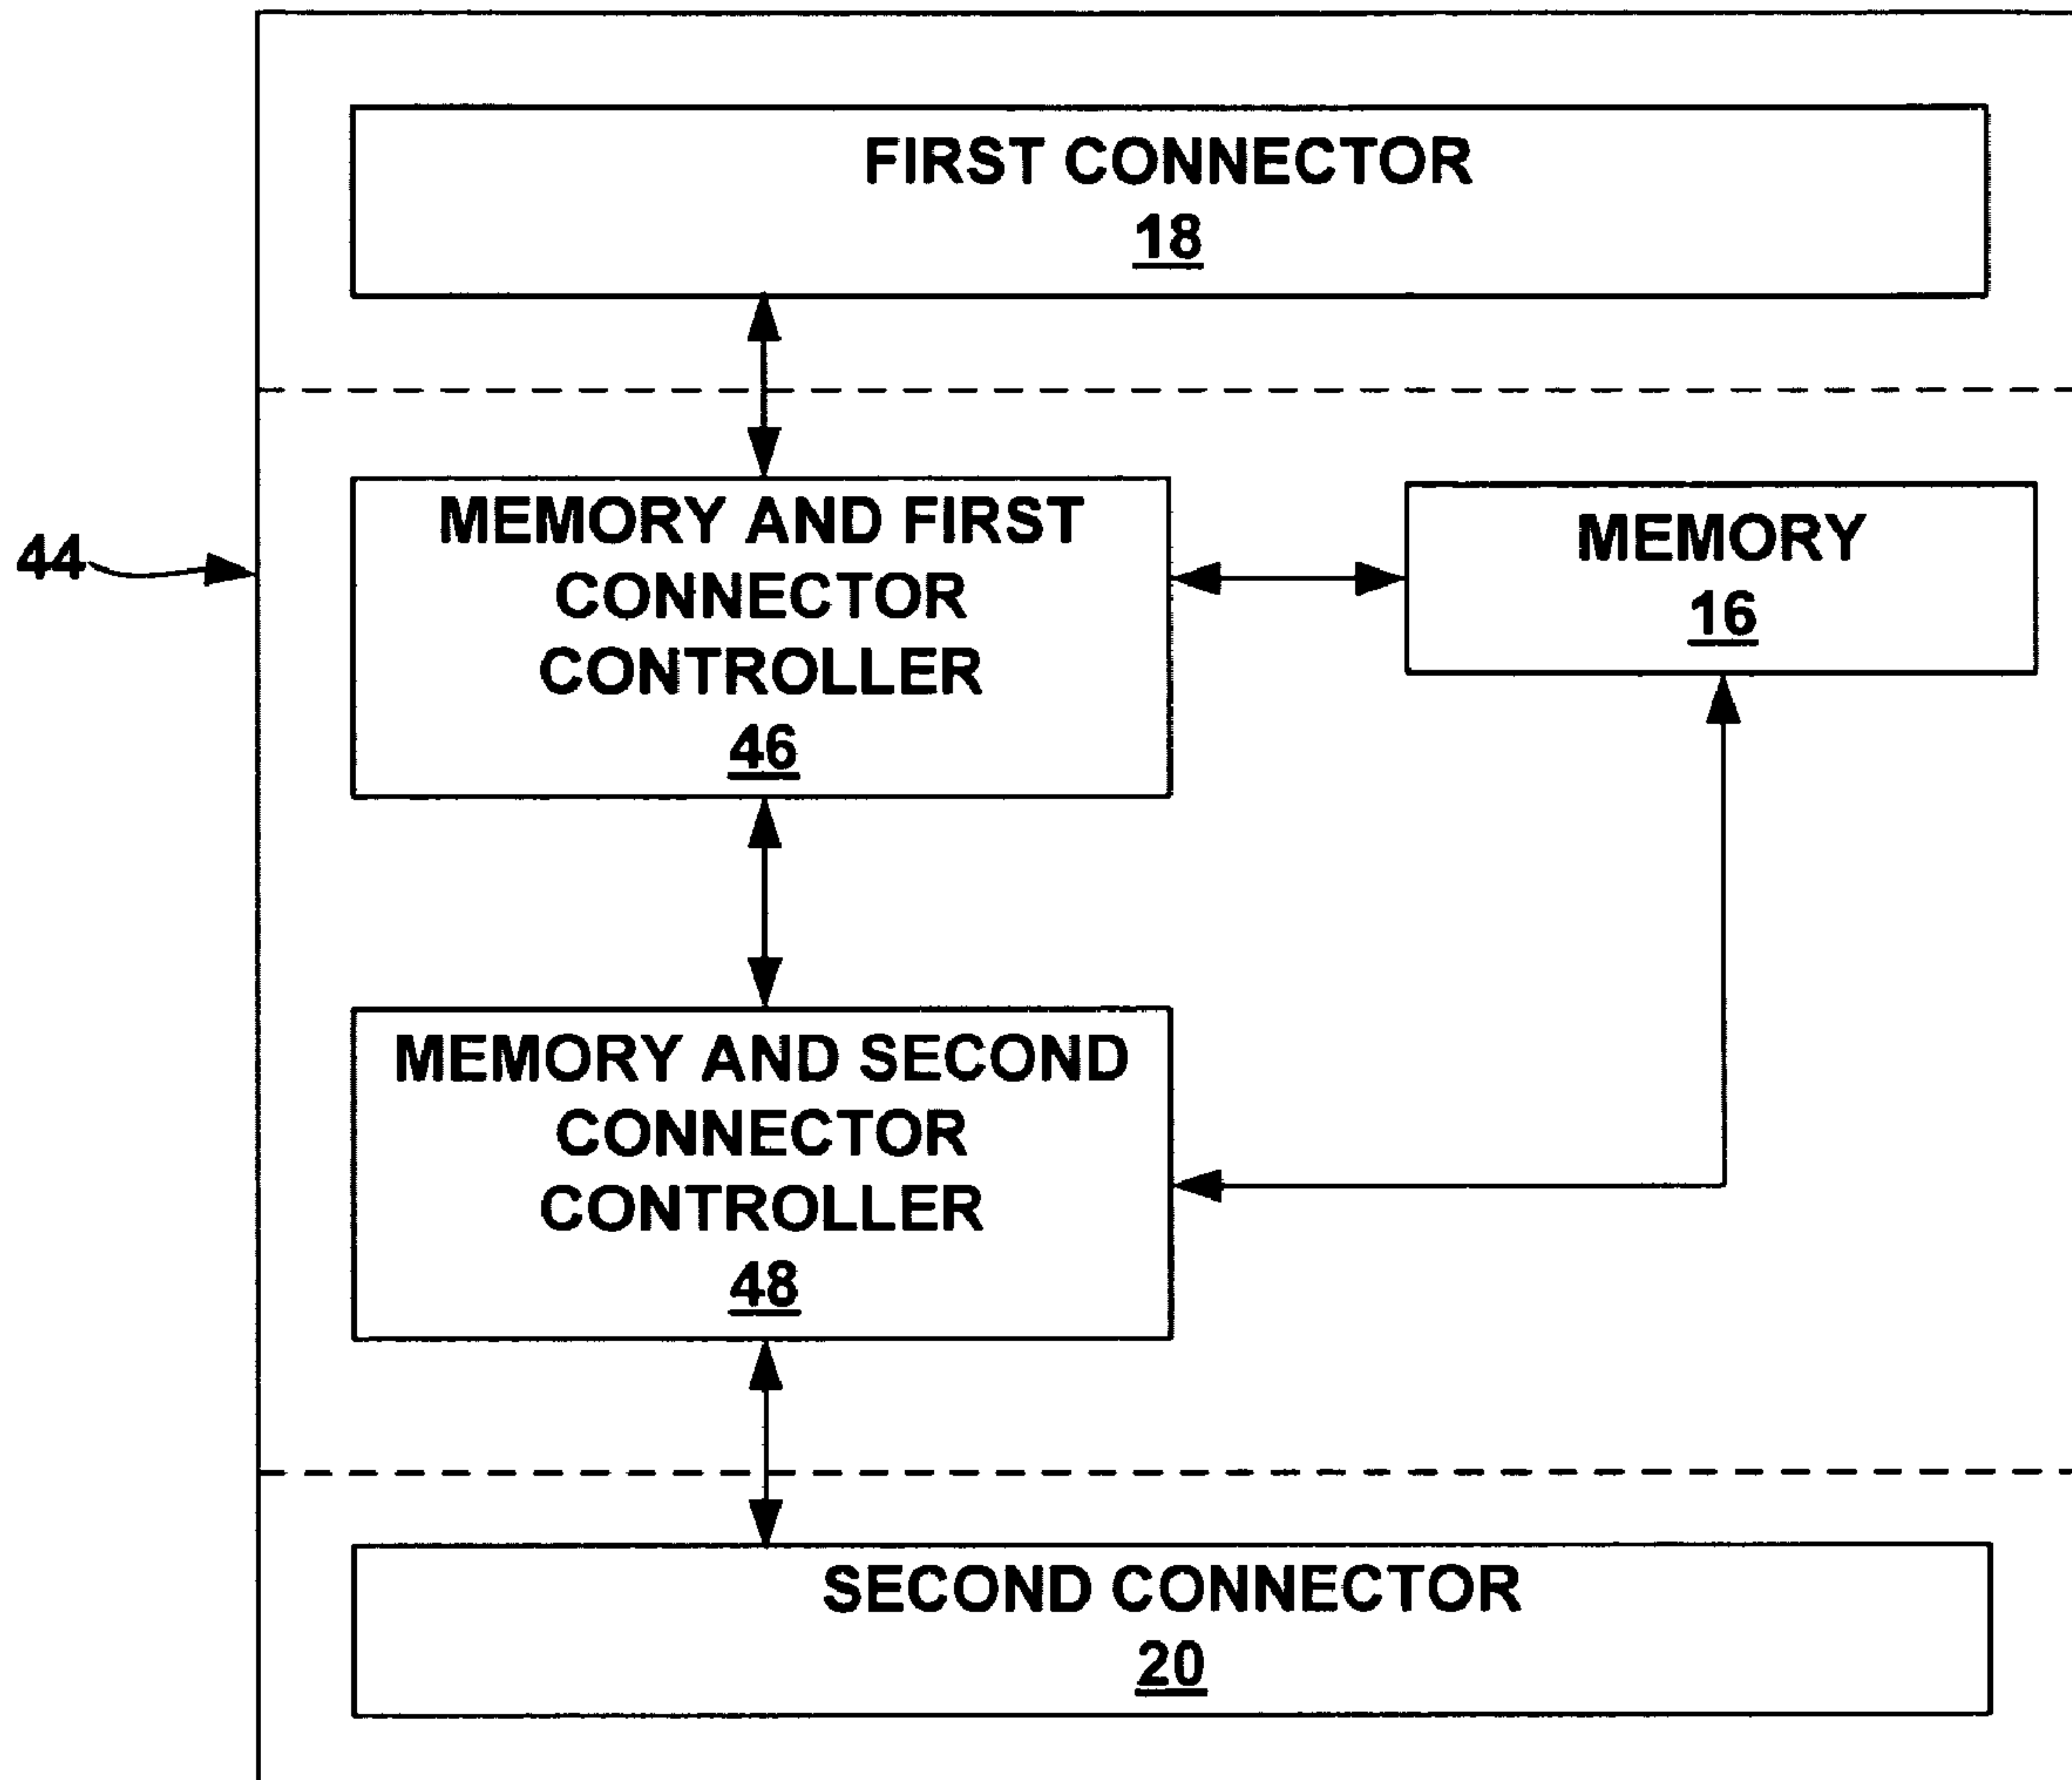 FIRST CONNECTOR
18
44
MEMORY AND FIRST
CONNECTOR
CONTROLLER
46
MEMORY
16
MEMORY AND SECOND
CONNECTOR
CONTROLLER
48
SECOND CONNECTOR
20